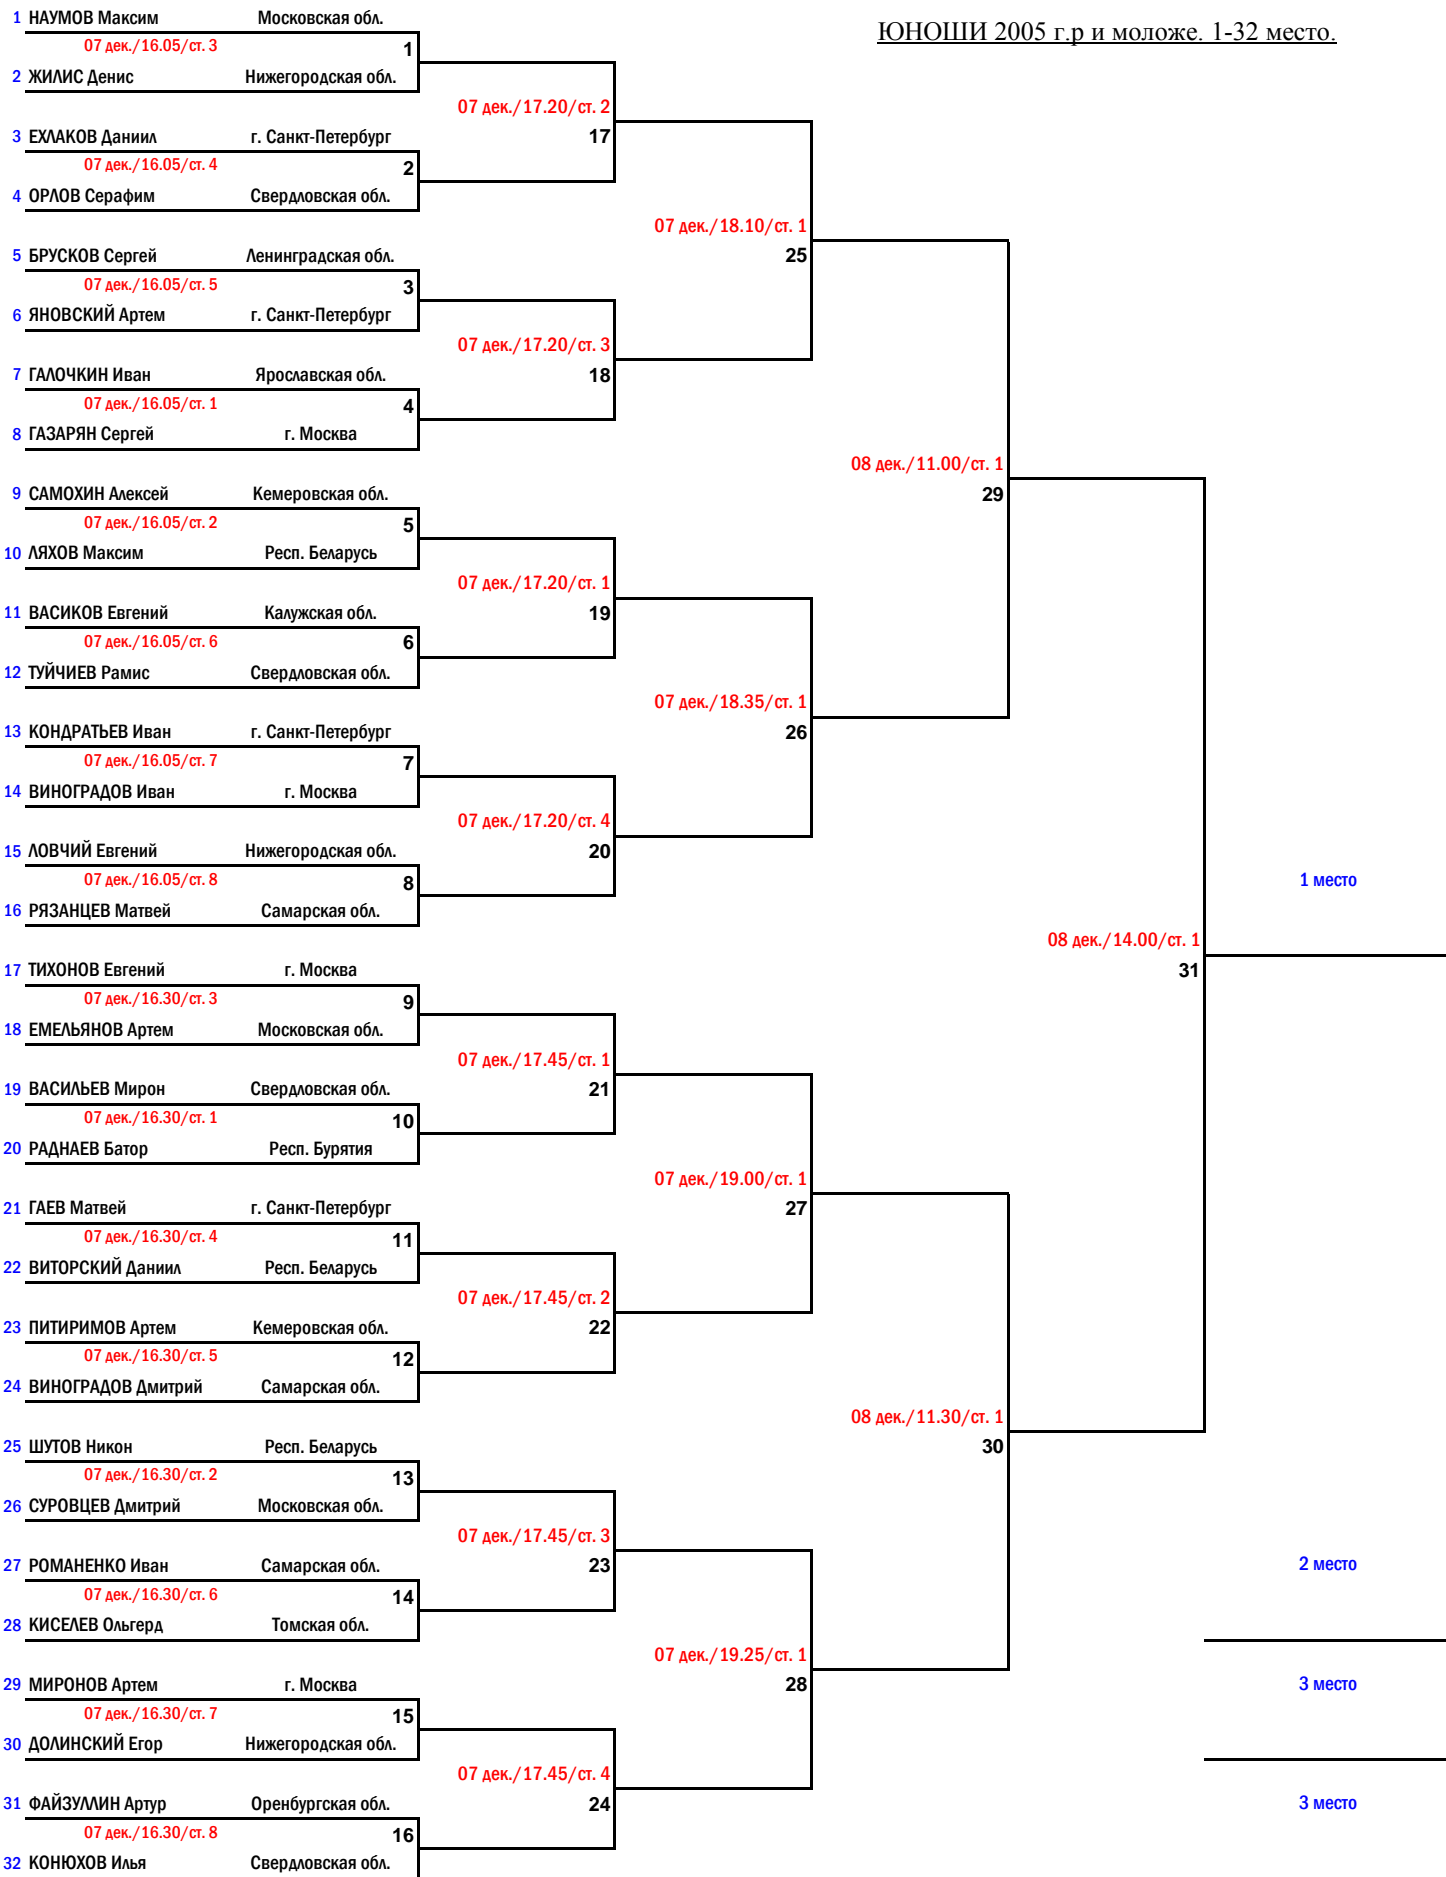 ЮНОШИ 2005 г.р и моложе. 1-32 место.
1 НАУМОВ Максим Московская обл.
07 дек./16.05/ст. 3 1
2 ЖИЛИС Денис Нижегородская обл.
07 дек./17.20/ст. 2
3 ЕХЛАКОВ Даниил г. Санкт-Петербург 17
07 дек./16.05/ст. 4 2
4 ОРЛОВ Серафим Свердловская обл.
07 дек./18.10/ст. 1
5 БРУСКОВ Сергей Ленинградская обл. 25
07 дек./16.05/ст. 5 3
6 ЯНОВСКИЙ Артем г. Санкт-Петербург
07 дек./17.20/ст. 3
7 ГАЛОЧКИН Иван Ярославская обл. 18
07 дек./16.05/ст. 1 4
8 ГАЗАРЯН Сергей г. Москва
08 дек./11.00/ст. 1
9 САМОХИН Алексей Кемеровская обл. 29
07 дек./16.05/ст. 2 5
10 ЛЯХОВ Максим Респ. Беларусь
07 дек./17.20/ст. 1
11 ВАСИКОВ Евгений Калужская обл. 19
07 дек./16.05/ст. 6 6
12 ТУЙЧИЕВ Рамис Свердловская обл.
07 дек./18.35/ст. 1
13 КОНДРАТЬЕВ Иван г. Санкт-Петербург 26
07 дек./16.05/ст. 7 7
14 ВИНОГРАДОВ Иван г. Москва
07 дек./17.20/ст. 4
15 ЛОВЧИЙ Евгений Нижегородская обл. 20
07 дек./16.05/ст. 8 8 1 место
16 РЯЗАНЦЕВ Матвей Самарская обл.
08 дек./14.00/ст. 1
17 ТИХОНОВ Евгений г. Москва 31
07 дек./16.30/ст. 3 9
18 ЕМЕЛЬЯНОВ Артем Московская обл.
07 дек./17.45/ст. 1
19 ВАСИЛЬЕВ Мирон Свердловская обл. 21
07 дек./16.30/ст. 1 10
20 РАДНАЕВ Батор Респ. Бурятия
07 дек./19.00/ст. 1
21 ГАЕВ Матвей г. Санкт-Петербург 27
07 дек./16.30/ст. 4 11
22 ВИТОРСКИЙ Даниил Респ. Беларусь
07 дек./17.45/ст. 2
23 ПИТИРИМОВ Артем Кемеровская обл. 22
07 дек./16.30/ст. 5 12
24 ВИНОГРАДОВ Дмитрий Самарская обл.
08 дек./11.30/ст. 1
25 ШУТОВ Никон Респ. Беларусь 30
07 дек./16.30/ст. 2 13
26 СУРОВЦЕВ Дмитрий Московская обл.
07 дек./17.45/ст. 3
27 РОМАНЕНКО Иван Самарская обл. 23 2 место
07 дек./16.30/ст. 6 14
28 КИСЕЛЕВ Ольгерд Томская обл.
07 дек./19.25/ст. 1
29 МИРОНОВ Артем г. Москва 28 3 место
07 дек./16.30/ст. 7 15
30 ДОЛИНСКИЙ Егор Нижегородская обл.
07 дек./17.45/ст. 4
31 ФАЙЗУЛЛИН Артур Оренбургская обл. 24 3 место
07 дек./16.30/ст. 8 16
32 КОНЮХОВ Илья Свердловская обл.